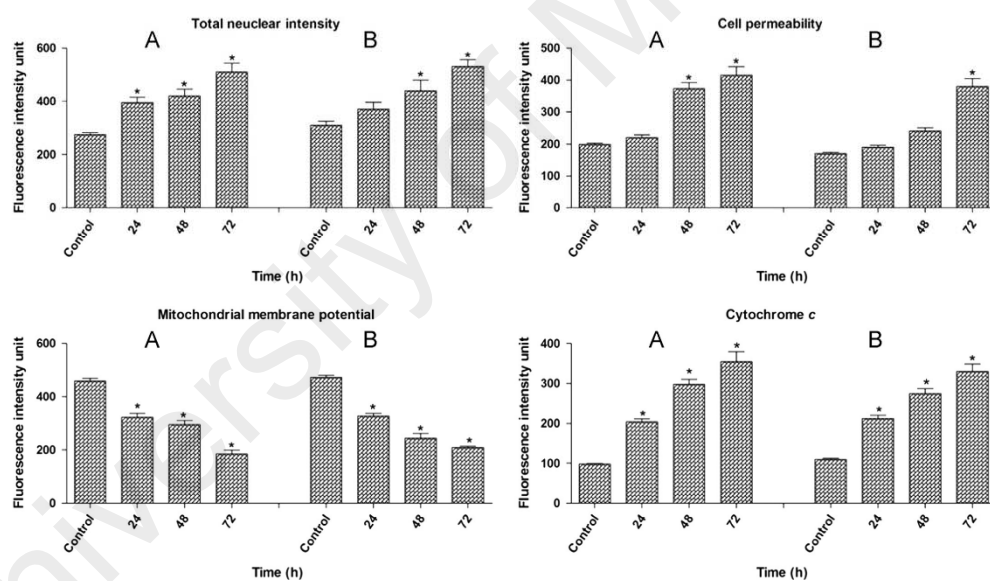 Total neuclear intensity
A
B
Fluorescence intensity unit
600
400
200
0
*
*
*
*
*
Control
24
48
72
Control
24
48
72
Time (h)
Cell permeability
A
B
Fluorescence intensity unit
500
400
300
200
100
0
*
*
*
Control
24
48
72
Control
24
48
72
Time (h)
Mitochondrial membrane potential
A
B
Fluorescence intensity unit
600
400
200
0
*
*
*
*
*
*
Control
24
48
72
Control
24
48
72
Time (h)
Cytochrome c
A
B
Fluorescence intensity unit
400
300
200
100
0
*
*
*
*
*
*
Control
24
48
72
Control
24
48
72
Time (h)
niversity of M